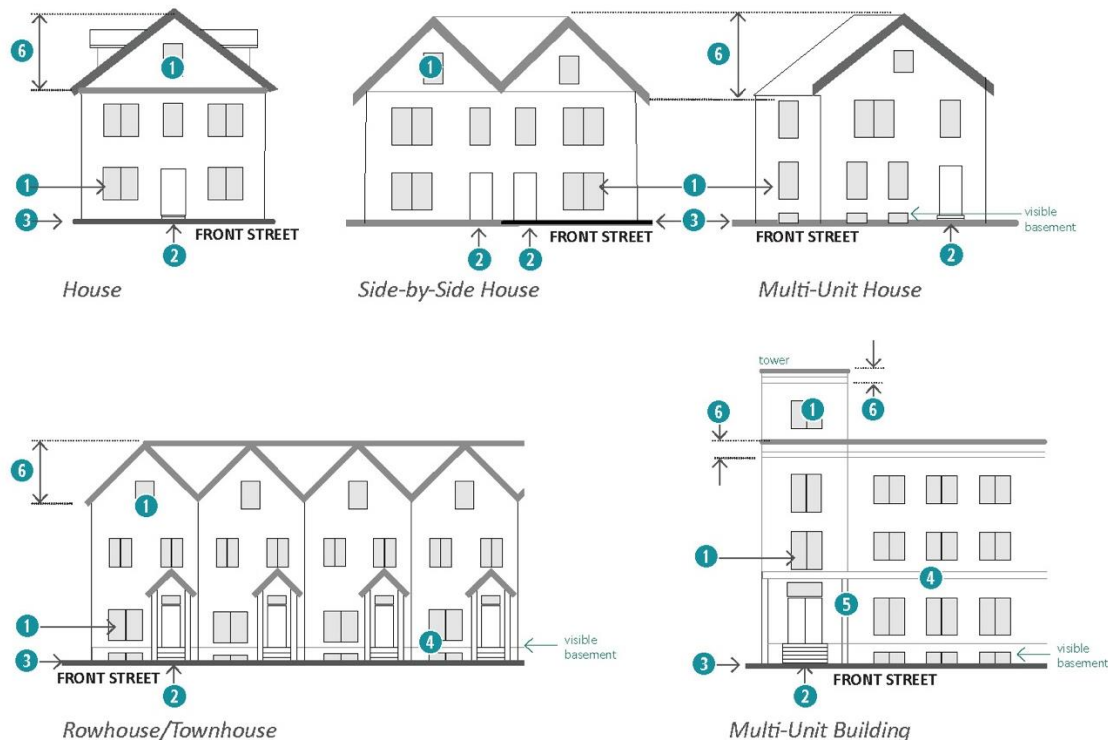 6
1
1
3
FRONT STREET
2
House
1
1
3
FRONT STREET
2
2
Side-by-Side House
6
visible
basement
FRONT STREET
2
Multi-Unit House
6
1
1
3
4
visible
basement
FRONT STREET
2
Rowhouse/Townhouse
tower
6
1
6
1
4
5
3
visible
basement
FRONT STREET
2
Multi-Unit Building